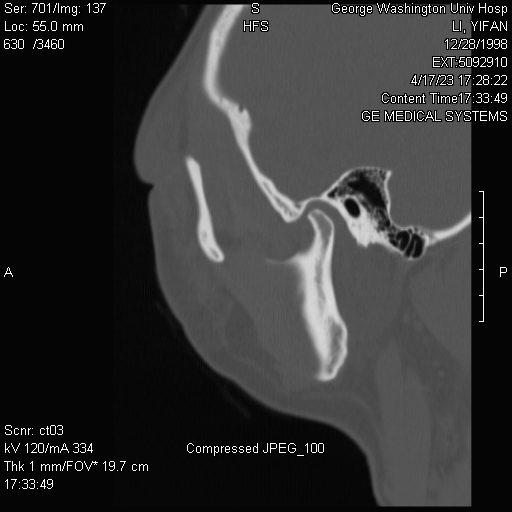 Ser: 701/Img: 137
Loc: 55.0 mm
630 /3460
S
HFS
George Washington Univ Hosp
LI, YIFAN
12/28/1998
EXT:5092910
4/17/23 17:28:22
Content Time17:33:49
GE MEDICAL SYSTEMS
A
P
Scnr: ct03
kV 120/mA 334
Thk 1 mm/FOV* 19.7 cm
17:33:49
Compressed JPEG_100